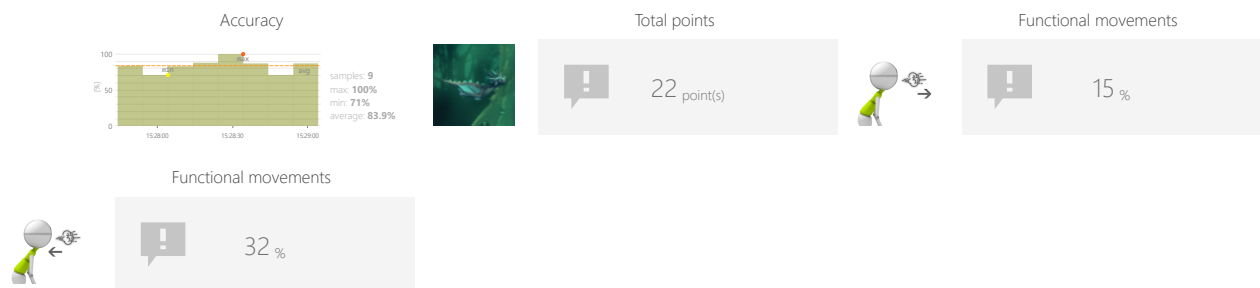 Accuracy
100
50
0
(%)
min
max
avg
15:28:00
15:28:30
15:29:00
samples: 9
max: 100%
min: 71%
average: 83.9%
Total points
22 point(s)
Functional movements
15 %
Functional movements
32 %